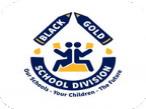 BLACK GOLD
SCHOOL DIVISION
Our Schools - Your Children - The Future